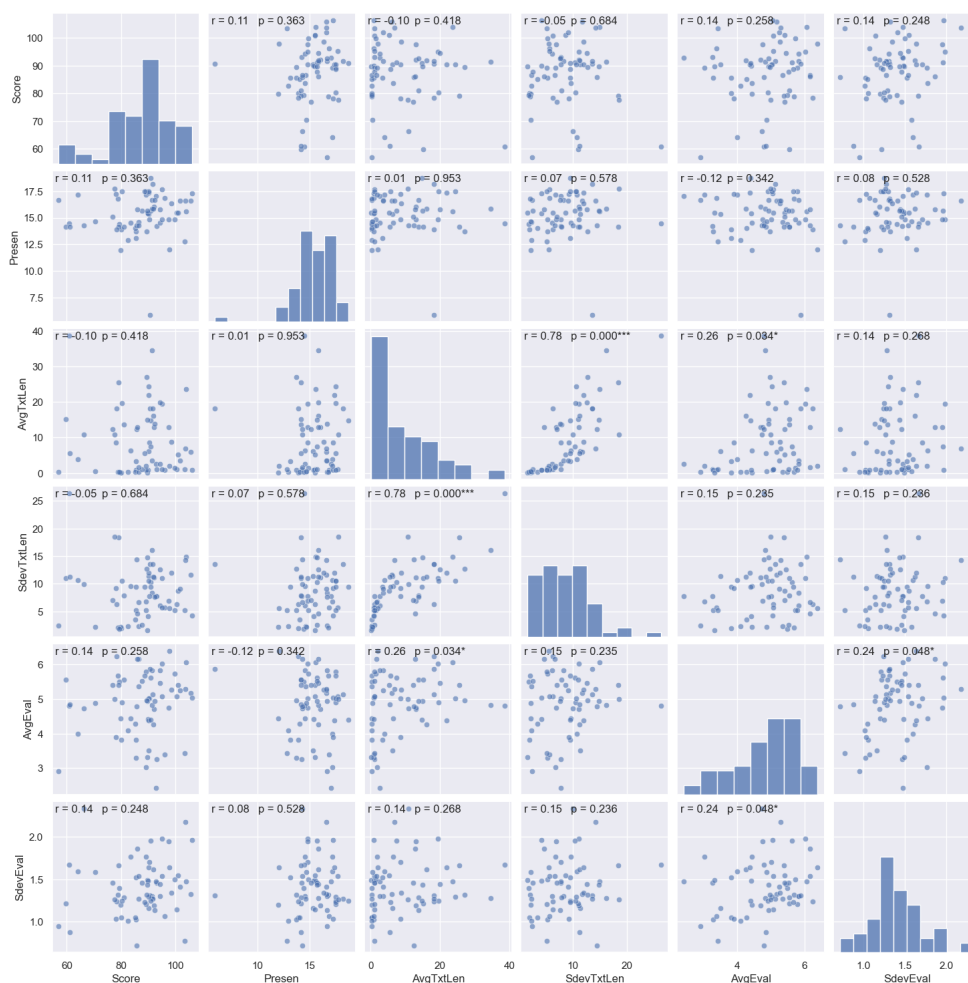 r = 0.11 p = 0.363 r = -0.10 p = 0.418 r = -0.05 p = 0.684 r = 0.14 p = 0.258 r = 0.14 p = 0.248
100
90
80
70
60
Score
r = 0.11 p = 0.363 r = 0.01 p = 0.953 r = 0.07 p = 0.578 r = -0.12 p = 0.342 r = 0.08 p = 0.528
17.5
15.0
12.5
10.0
7.5
Presen
r = -0.10 p = 0.418 r = 0.01 p = 0.953 r = 0.78 p = 0.000*** r = 0.26 p = 0.034* r = 0.14 p = 0.268
40
30
20
10
0
AvgTxtLen
r = -0.05 p = 0.684 r = 0.07 p = 0.578 r = 0.78 p = 0.000*** r = 0.15 p = 0.235 r = 0.15 p = 0.236
25
20
15
10
5
SdevTxtLen
r = 0.14 p = 0.258 r = -0.12 p = 0.342 r = 0.26 p = 0.034* r = 0.15 p = 0.235 r = 0.24 p = 0.048*
6
5
4
3
AvgEval
r = 0.14 p = 0.248 r = 0.08 p = 0.528 r = 0.14 p = 0.268 r = 0.15 p = 0.236 r = 0.24 p = 0.048*
2.0
1.5
1.0
SdevEval
60 80 100 10 15 0 20 40 0 20 4 6 1.0 1.5 2.0
Score Presen AvgTxtLen SdevTxtLen AvgEval SdevEval